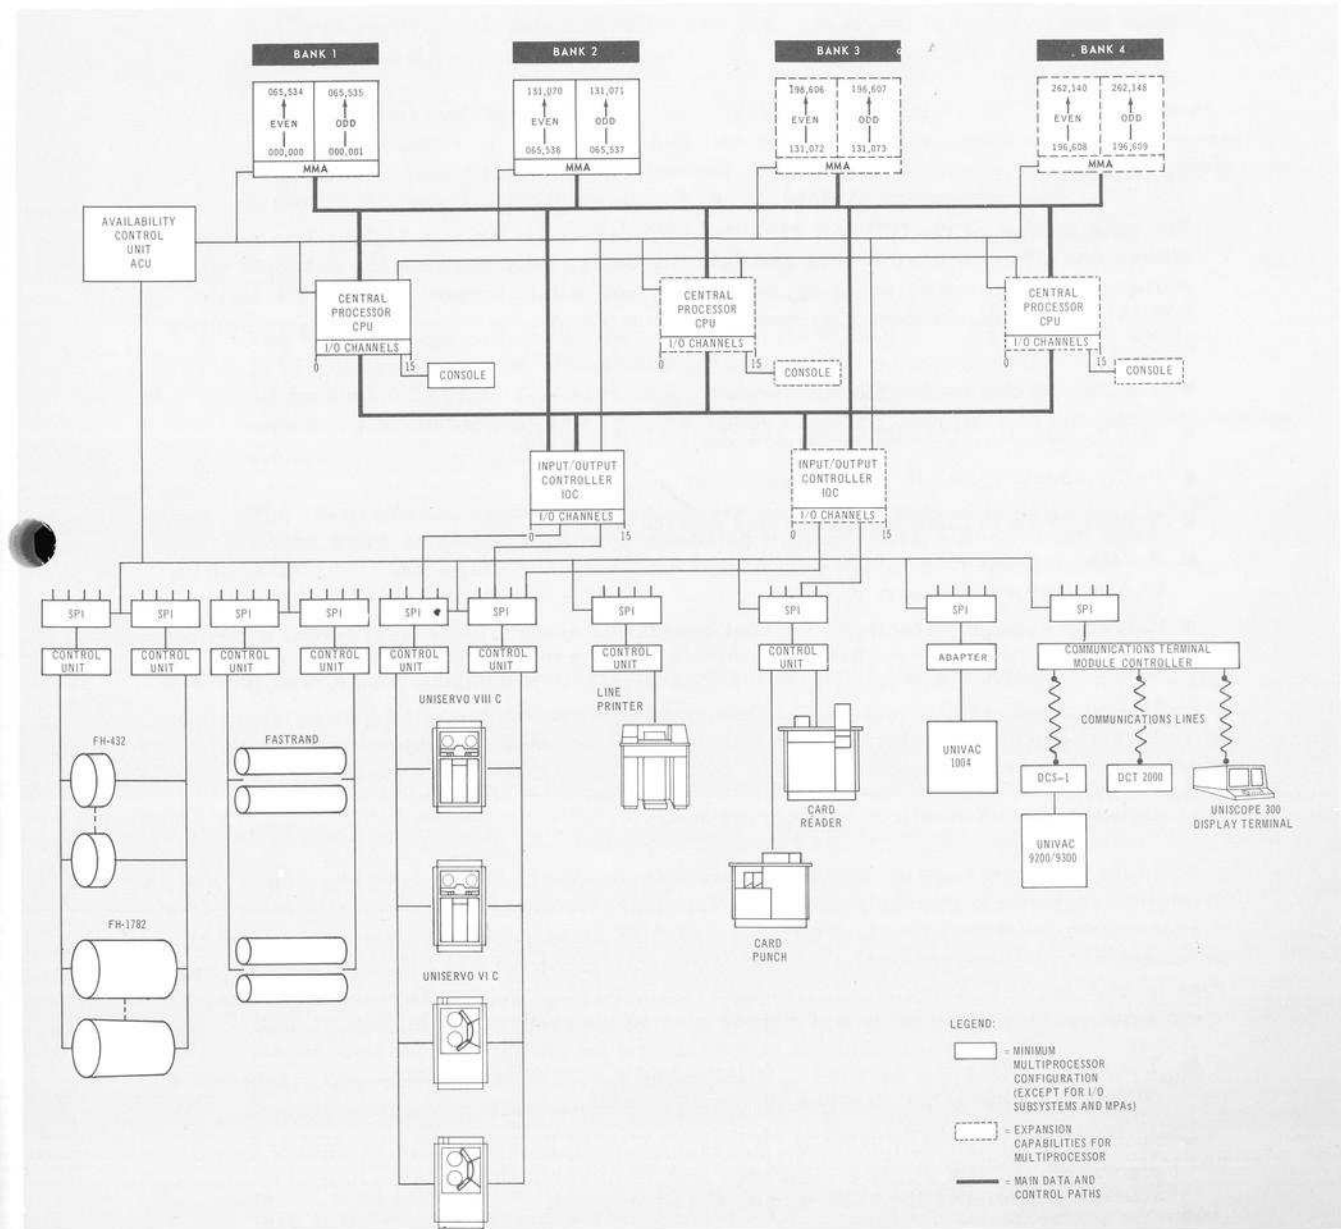 BANK 1
BANK 2
BANK 3
BANK 4
065,534
065,535
EVEN
ODD
000,000
000,001
MMA
131,070
131,071
EVEN
ODD
065,536
065,537
MMA
198,606
196,607
EVEN
ODD
131,072
131,073
MMA
262,140
262,148
EVEN
ODD
196,608
196,609
MMA
AVAILABILITY
CONTROL
UNIT
ACU
CENTRAL
PROCESSOR
CPU
I/O CHANNELS
0
15
CONSOLE
CENTRAL
PROCESSOR
CPU
I/O CHANNELS
0
15
CONSOLE
CENTRAL
PROCESSOR
CPU
I/O CHANNELS
0
15
CONSOLE
INPUT/OUTPUT
CONTROLLER
IOC
I/O CHANNELS
0
15
INPUT/OUTPUT
CONTROLLER
IOC
I/O CHANNELS
0
15
SPI
SPI
SPI
SPI
SPI
SPI
SPI
SPI
SPI
SPI
CONTROL
UNIT
CONTROL
UNIT
CONTROL
UNIT
CONTROL
UNIT
CONTROL
UNIT
CONTROL
UNIT
CONTROL
UNIT
CONTROL
UNIT
ADAPTER
COMMUNICATIONS TERMINAL
MODULE CONTROLLER
FH-432
FASTRAND
UNISERVO VIII C
LINE
PRINTER
CARD
READER
UNIVAC
1004
COMMUNICATIONS LINES
DCS-1
DCT 2000
UNISCOPE 300
DISPLAY TERMINAL
UNIVAC
9200/9300
FH-1782
UNISERVO VI C
CARD
PUNCH
LEGEND:
= MINIMUM
MULTIPROCESSOR
CONFIGURATION
(EXCEPT FOR I/O
SUBSYSTEMS AND MPAs)
= EXPANSION
CAPABILITIES FOR
MULTIPROCESSOR
= MAIN DATA AND
CONTROL PATHS